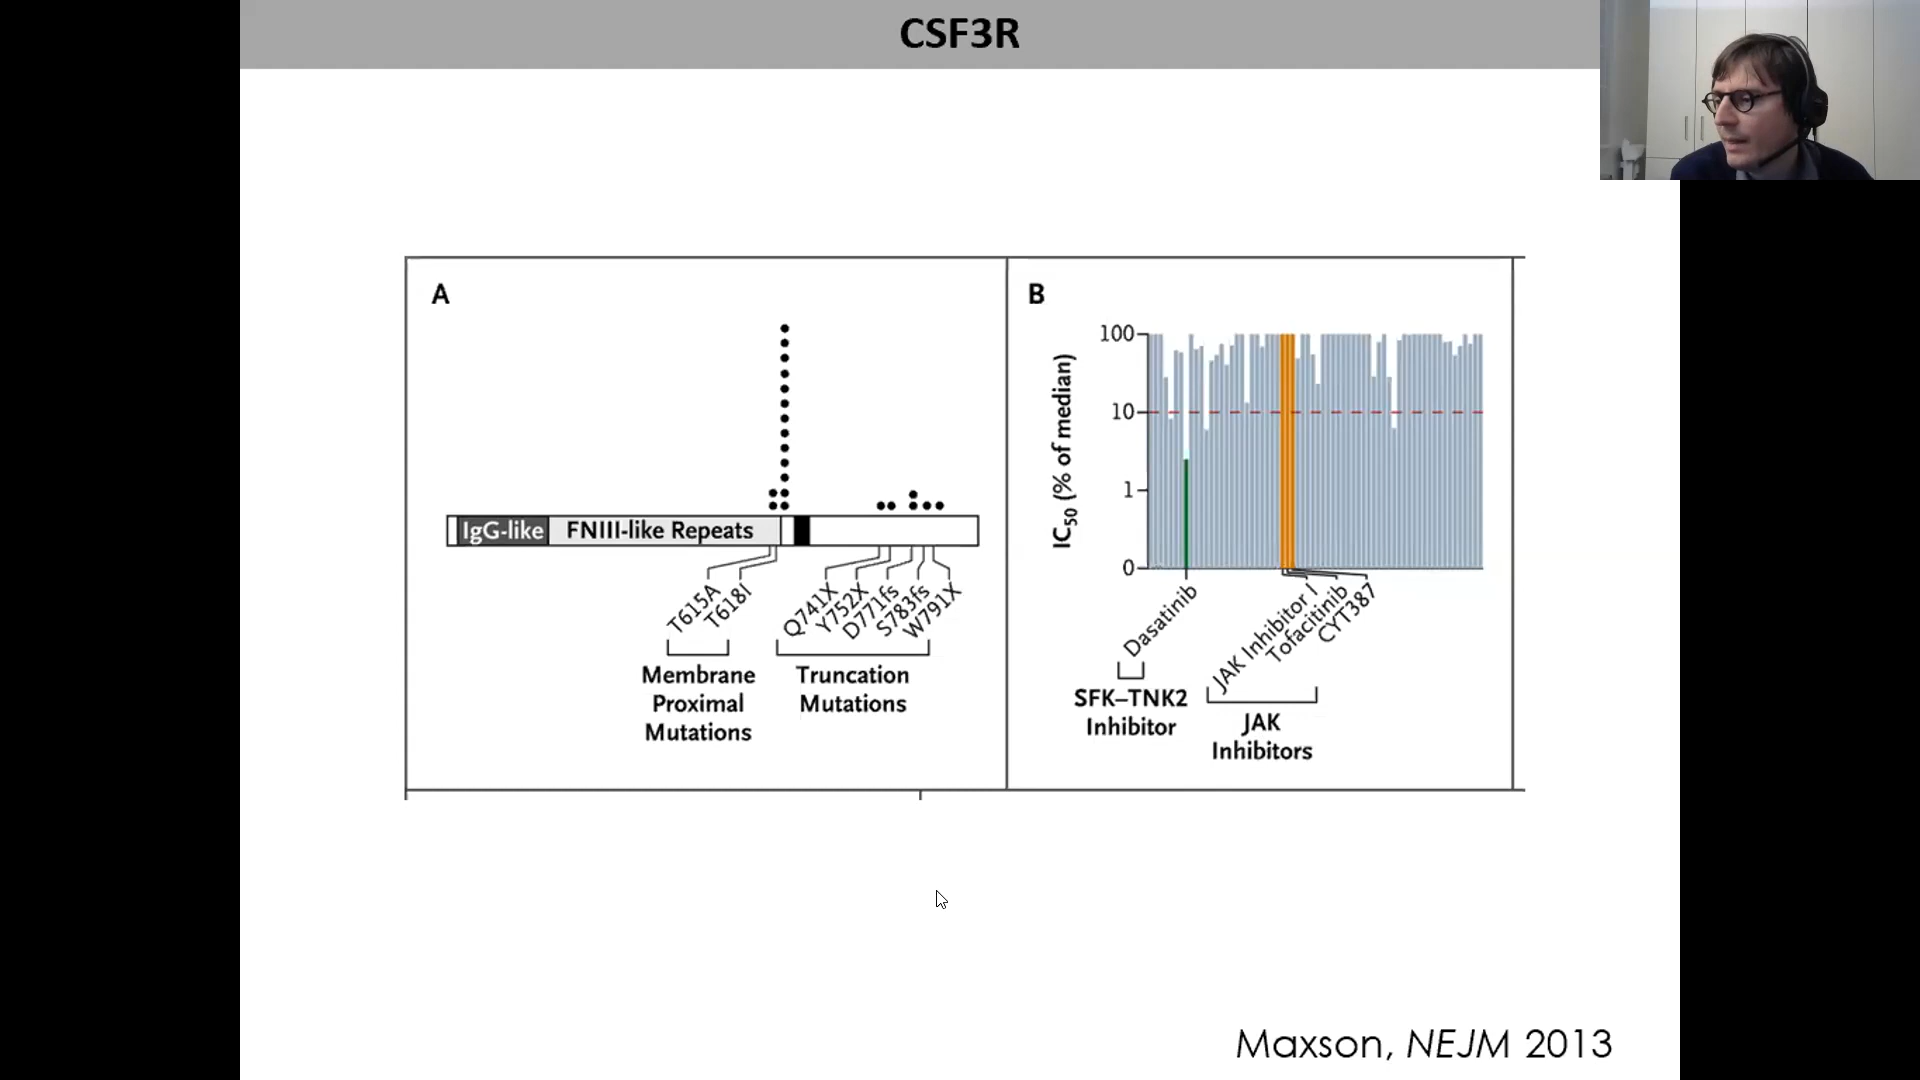 CSF3R
A
IgG-like
FNIII-like Repeats
T615A
T618I
Q741X
Y752X
D771fs
S783fs
W791X
Membrane
Proximal
Mutations
Truncation
Mutations
B
IC50 (% of median)
100
10
1
0
Dasatinib
JAK Inhibitor I
Tofacitinib
CYT387
SFK–TNK2
Inhibitor
JAK
Inhibitors
Maxson, NEJM 2013